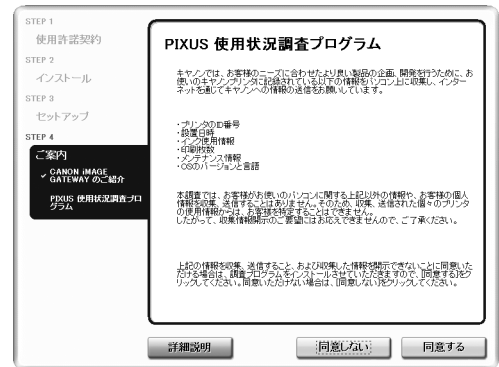 STEP 1
使用許諾契約
STEP 2
インストール
STEP 3
セットアップ
STEP 4
ご案内
✓ CANON iMAGE
GATEWAY のご紹介
PIXUS 使用状況調査プロ
グラム
PIXUS 使用状況調査プログラム
キヤノンでは、お客様のニーズに合わせたより良い製品の企画、開発を行うために、お
使いのキヤノンプリンタに記録されている以下の情報をパソコン上に収集し、インター
ネットを通じてキヤノンへの情報の送信をお願いしています。
・プリンタのID番号
・設置日時
・インク使用情報
・印刷枚数
・メンテナンス情報
・OSのバージョンと言語
本調査では、お客様がお使いのパソコンに関する上記以外の情報や、お客様の個人
情報を収集、送信することはありません。そのため、収集、送信された個々のプリンタ
の使用情報からは、お客様を特定することはできません。
したがって、収集情報開示のご要望にはお応えできませんので、ご了承ください。
上記の情報を収集、送信すること、および収集した情報を開示できないことに同意いた
だける場合は、調査プログラムをインストールさせていただきますので、[同意する]をク
リックしてください。同意いただけない場合は、[同意しない]をクリックしてください。
詳細説明
同意しない
同意する